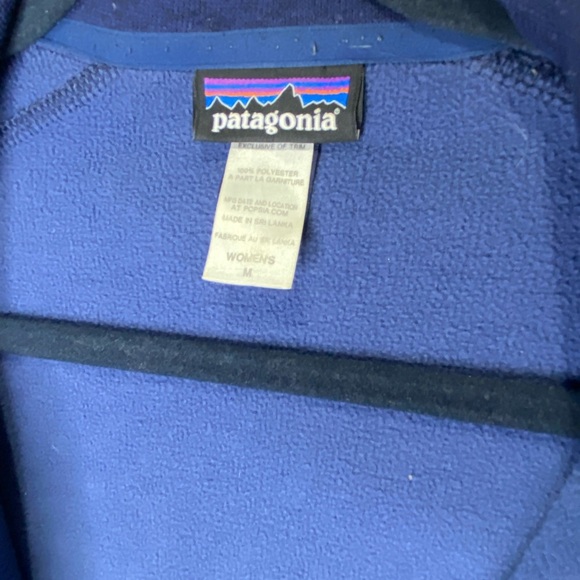 patagonia®
EXCLUSIVE OF TRIM
100% POLYESTER
À PART LA GARNITURE
MFG DATE AND LOCATION
AT POPSIA.COM
MADE IN SRI LANKA
FABRIQUÉ AU SRI LANKA
WOMEN'S
M